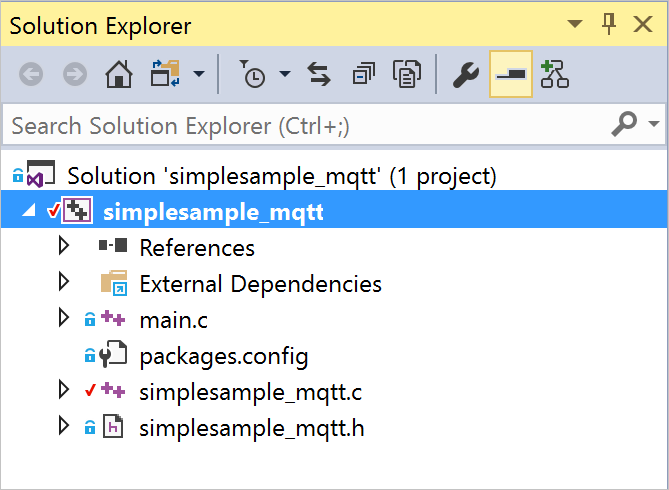 Solution Explorer
Search Solution Explorer (Ctrl+;)
Solution 'simplesample_mqtt' (1 project)
simplesample_mqtt
References
External Dependencies
main.c
packages.config
simplesample_mqtt.c
simplesample_mqtt.h